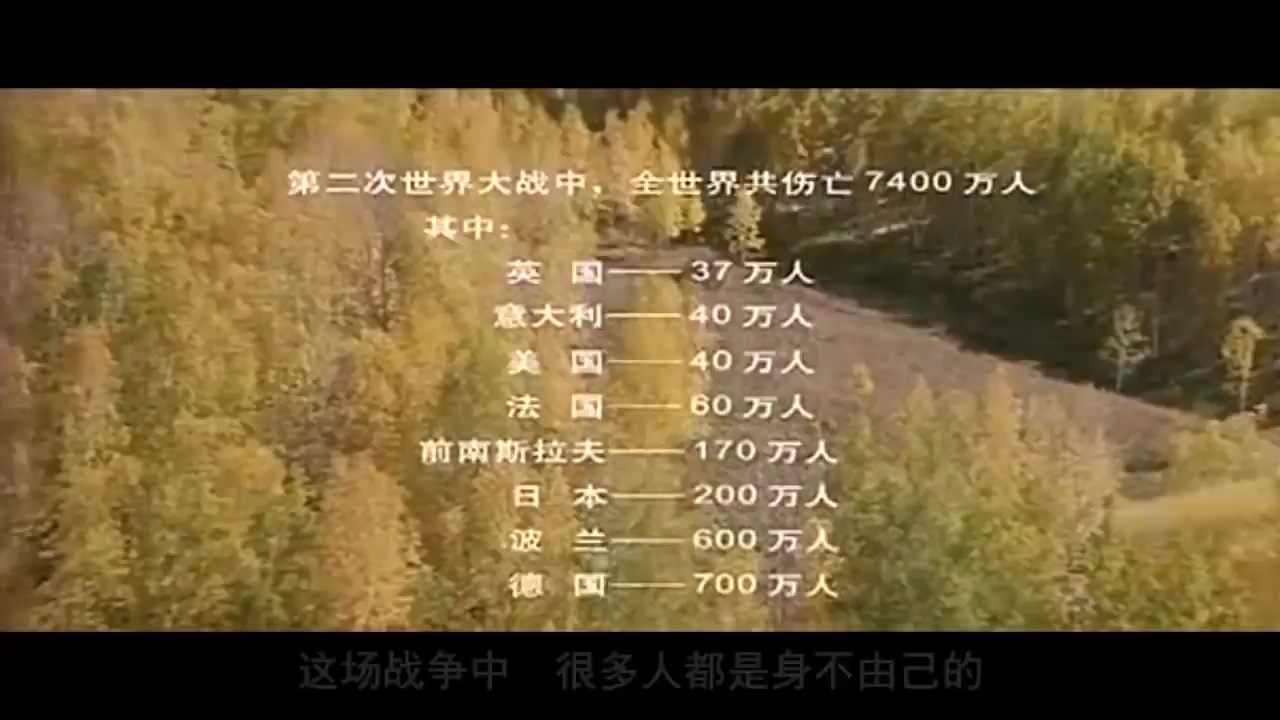 第二次世界大战中，全世界共伤亡7400万人
其中：
英 国——37万人
意大利——40万人
美 国——40万人
法 国——60万人
前南斯拉夫——170万人
日 本——200万人
波 兰——600万人
德 国——700万人
这场战争中 很多人都是身不由己的